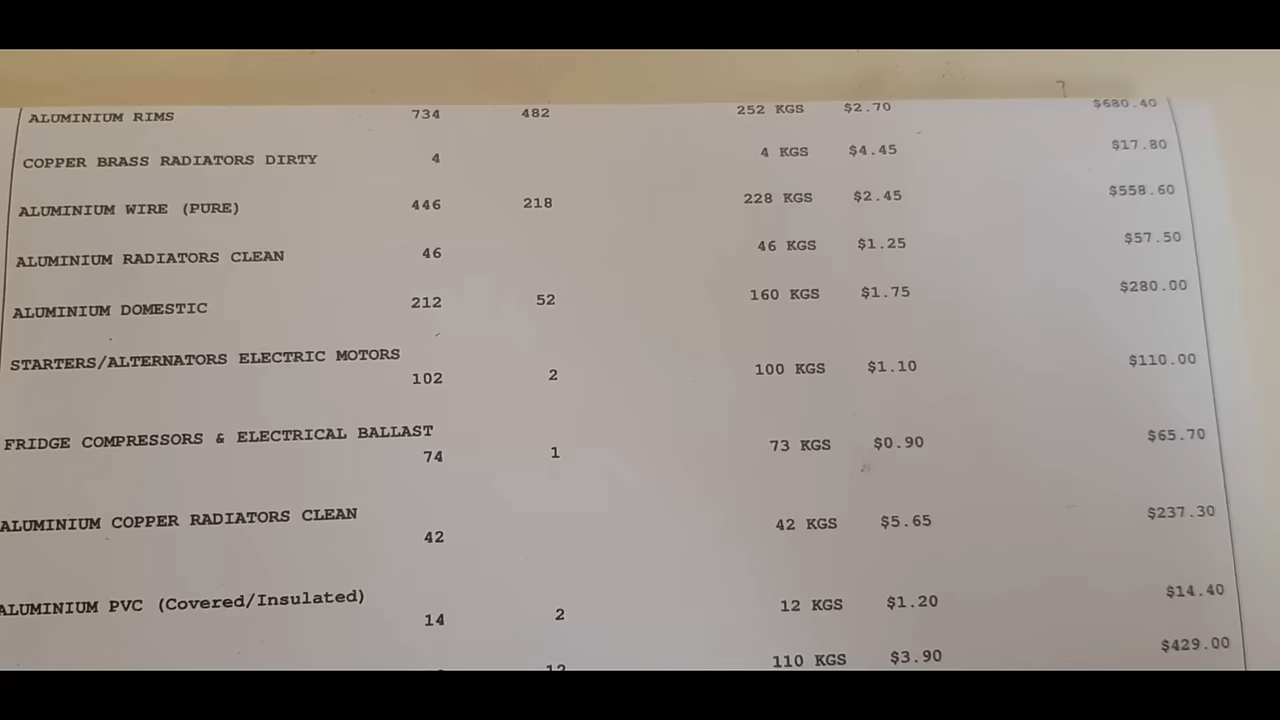 ALUMINIUM RIMS 734 482 252 KGS $2.70 $680.40
COPPER BRASS RADIATORS DIRTY 4 4 KGS $4.45 $17.80
ALUMINIUM WIRE (PURE) 446 218 228 KGS $2.45 $558.60
ALUMINIUM RADIATORS CLEAN 46 46 KGS $1.25 $57.50
ALUMINIUM DOMESTIC 212 52 160 KGS $1.75 $280.00
STARTERS/ALTERNATORS ELECTRIC MOTORS
102 2 100 KGS $1.10 $110.00
FRIDGE COMPRESSORS & ELECTRICAL BALLAST
74 1 73 KGS $0.90 $65.70
ALUMINIUM COPPER RADIATORS CLEAN
42 42 KGS $5.65 $237.30
ALUMINIUM PVC (Covered/Insulated)
14 2 12 KGS $1.20 $14.40
12 110 KGS $3.90 $429.00